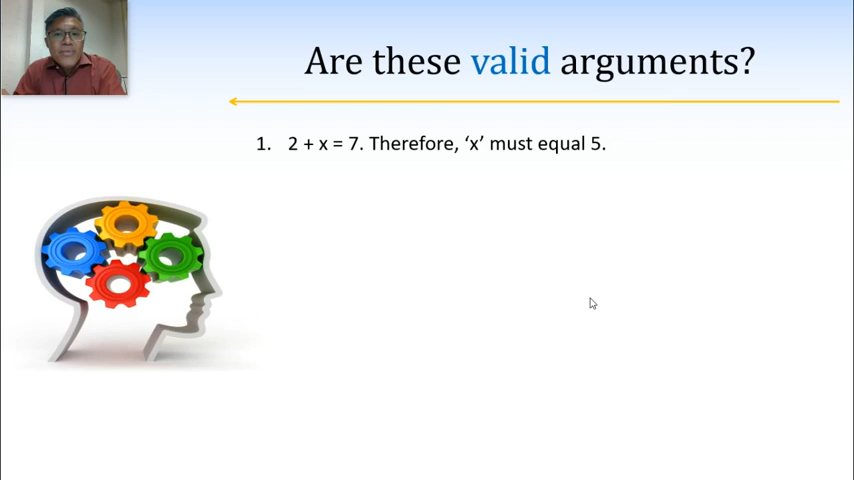 Are these valid arguments?
1. 2 + x = 7. Therefore, ‘x’ must equal 5.